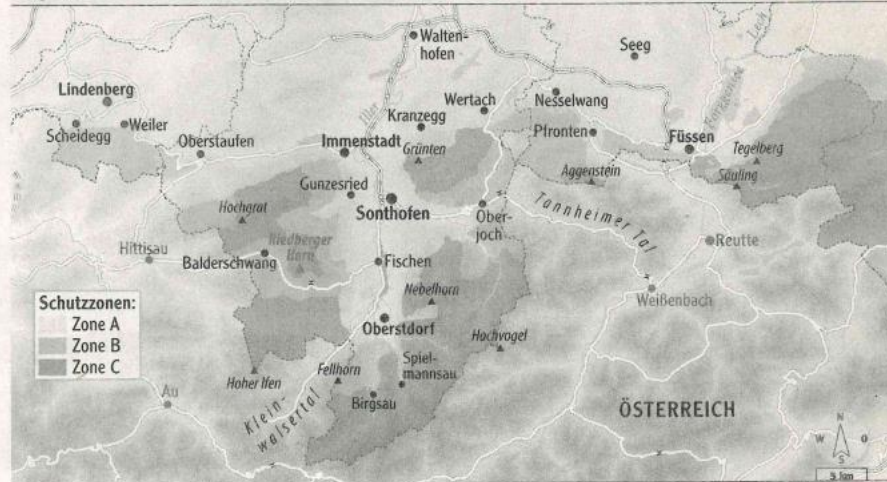 Walten-
hofen
Seeg
Lech
Lindenberg
Scheidegg
Weiler
Oberstaufen
Iller
Kranzegg
Wertach
Nesselwang
Pfronten
Füssen
Immenstadt
Grünten
Aggenstein
Tegelberg
Säuling
Gunzesried
Hochgrat
Sonthofen
Ober-
joch
Tannheimer Tal
Reutte
Hittisau
Balderschwang
Riedberger
Horn
Fischen
Nebelhorn
Weißenbach
Schutzzonen:
Zone A
Zone B
Zone C
Oberstdorf
Hochvogel
Hoher Ifen
Fellhorn
Spiel-
mannsau
Birgsau
Au
Klein-
walsertal
ÖSTERREICH
N
W O
S
5 km